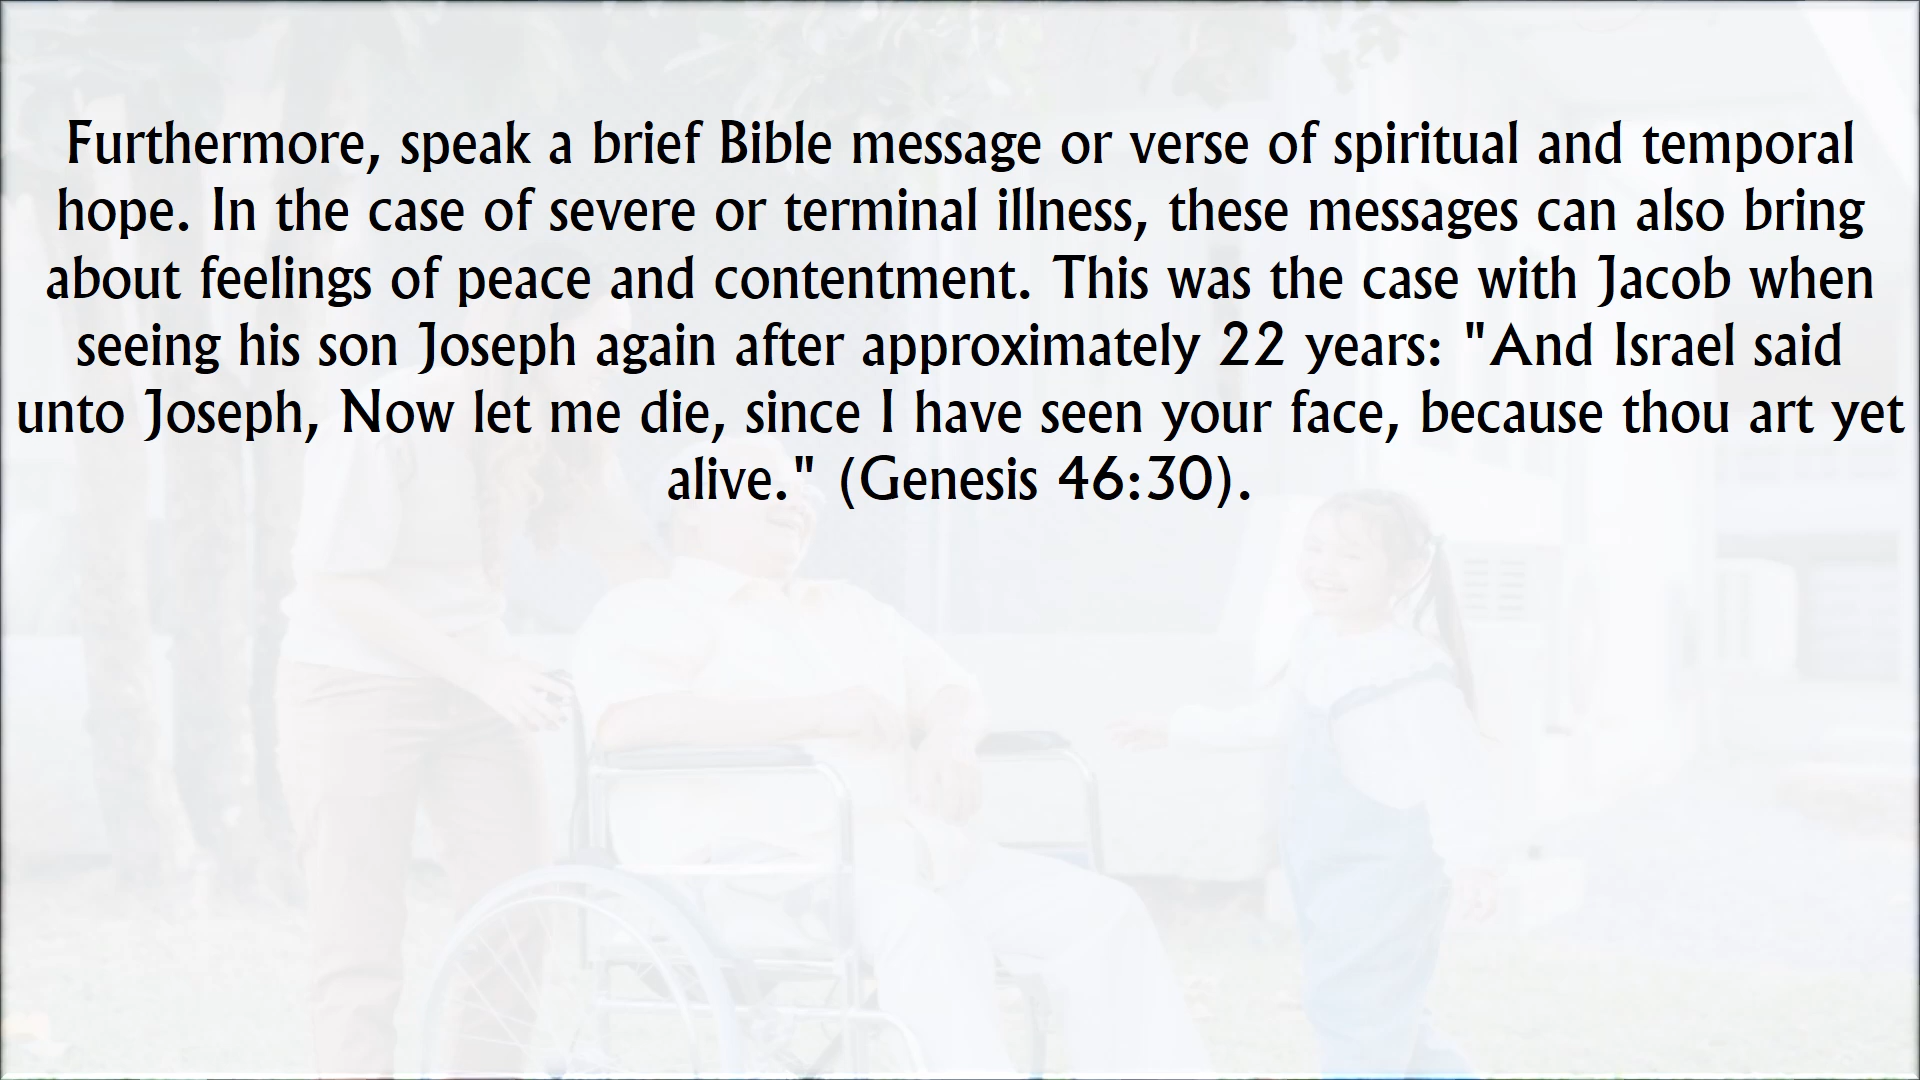 Furthermore, speak a brief Bible message or verse of spiritual and temporal
hope. In the case of severe or terminal illness, these messages can also bring
about feelings of peace and contentment. This was the case with Jacob when
seeing his son Joseph again after approximately 22 years: "And Israel said
unto Joseph, Now let me die, since I have seen your face, because thou art yet
alive." (Genesis 46:30).